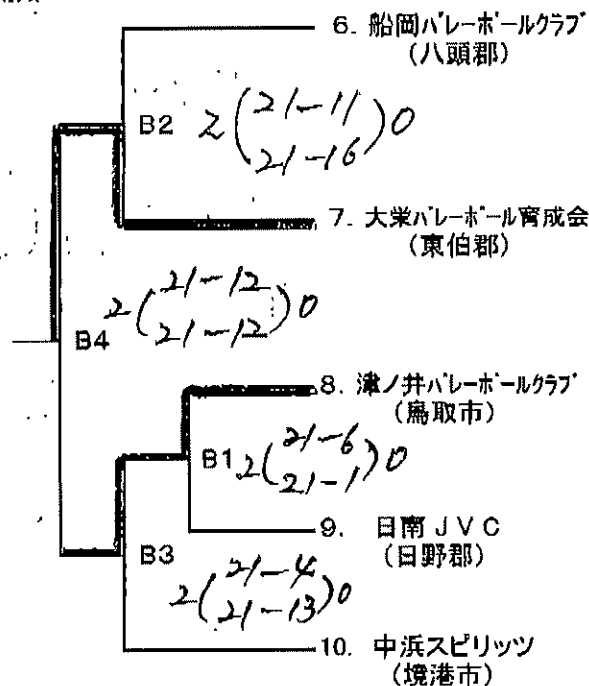 6. 船岡バレーボールクラブ
(八頭郡)
B2 2(21-11 21-16)0
7. 大栄バレーボール育成会
(東伯郡)
B4 2(21-12 21-12)0
8. 津ノ井バレーボールクラブ
(鳥取市)
B1 2(21-6 21-1)0
9. 日南JVC
(日野郡)
B3 2(21-4 21-13)0
10. 中浜スピリッツ
(境港市)